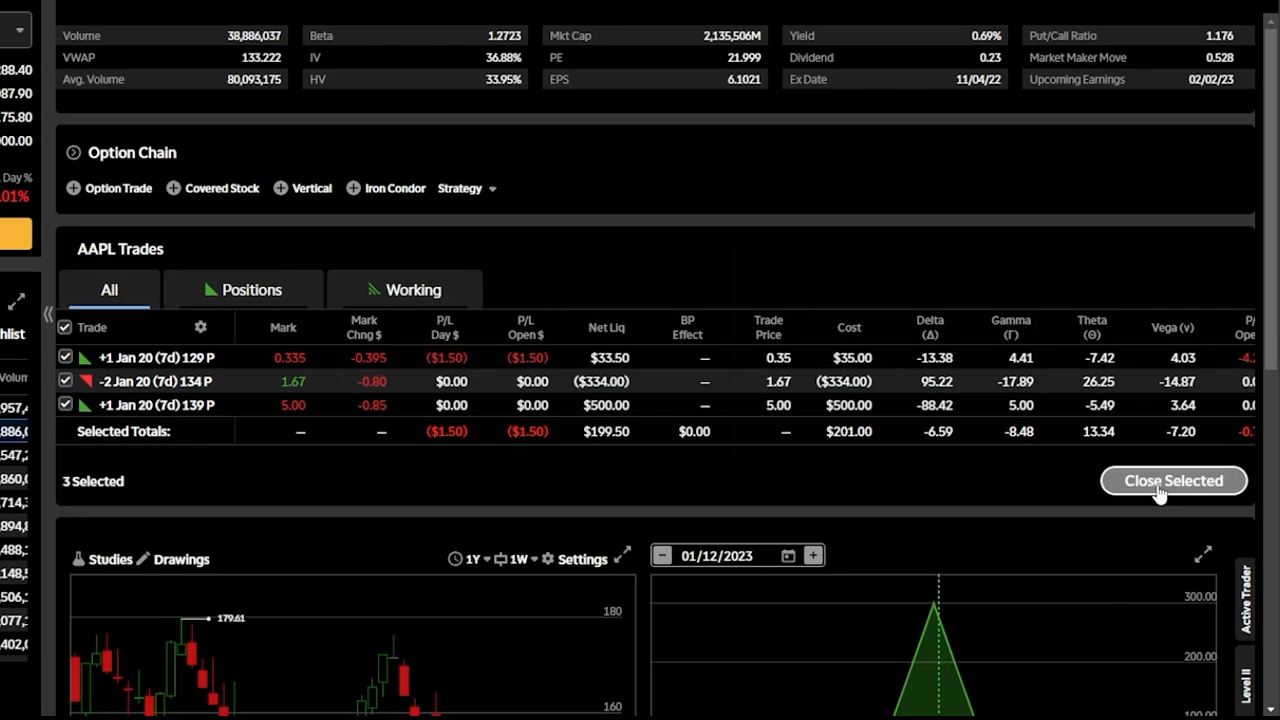 Volume 38,886,037 Beta 1.2723 Mkt Cap 2,135,506M Yield 0.69% Put/Call Ratio 1.176
VWAP 133.222 IV 36.88% PE 21.999 Dividend 0.23 Market Maker Move 0.528
Avg. Volume 80,093,175 HV 33.95% EPS 6.1021 Ex Date 11/04/22 Upcoming Earnings 02/02/23
Option Chain
Option Trade Covered Stock Vertical Iron Condor Strategy
AAPL Trades
All Positions Working
Trade Mark Mark Chng $ P/L Day $ P/L Open $ Net Liq BP Effect Trade Price Cost Delta (Δ) Gamma (Γ) Theta (Θ) Vega (v)
+1 Jan 20 (7d) 129 P 0.335 -0.395 ($1.50) ($1.50) $33.50 — 0.35 $35.00 -13.38 4.41 -7.42 4.03
-2 Jan 20 (7d) 134 P 1.67 -0.80 $0.00 $0.00 ($334.00) — 1.67 ($334.00) 95.22 -17.89 26.25 -14.87
+1 Jan 20 (7d) 139 P 5.00 -0.85 $0.00 $0.00 $500.00 — 5.00 $500.00 -88.42 5.00 -5.49 3.64
Selected Totals: — — ($1.50) ($1.50) $199.50 $0.00 — $201.00 -6.59 -8.48 13.34 -7.20
3 Selected Close Selected
Studies Drawings 1Y 1W Settings 01/12/2023
179.61
180
160
300.00
200.00
100.00
Active Trader
Level II
Day %